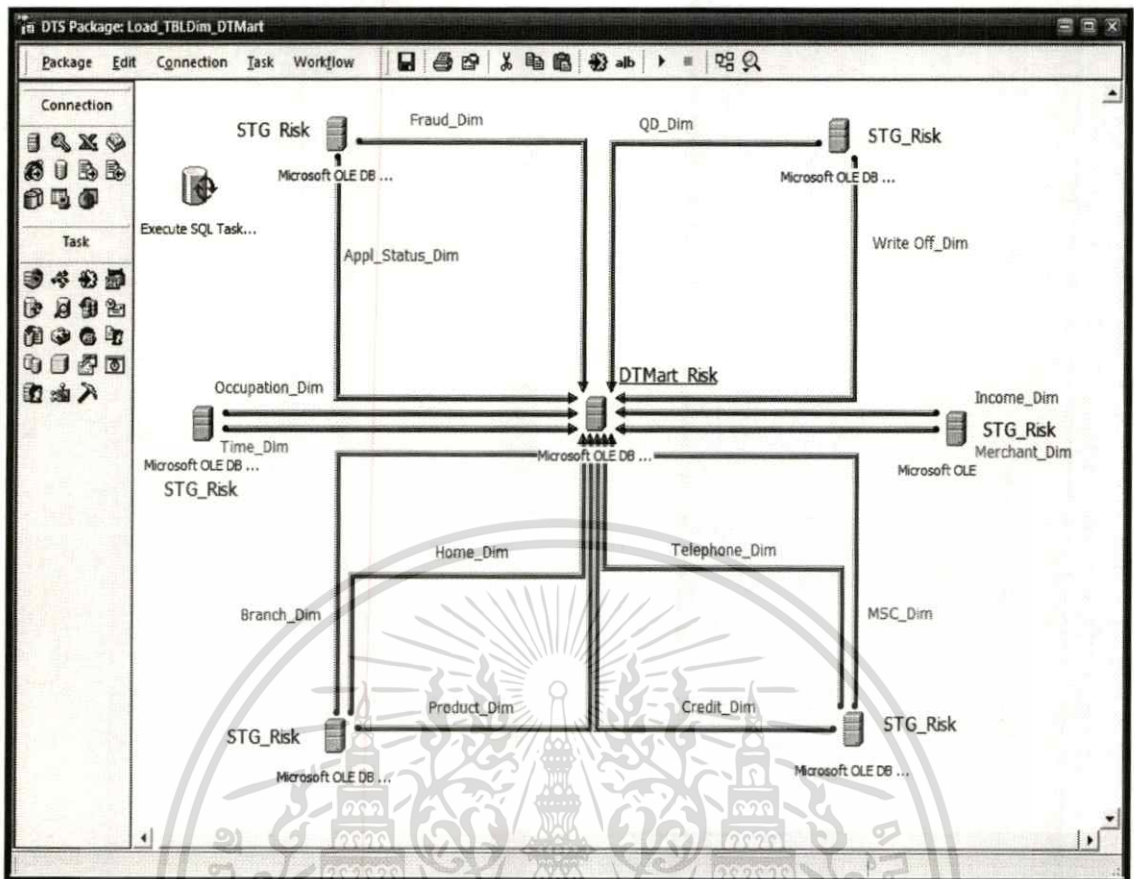 DTS Package: Load_TBLDim_DTMart
Package Edit Connection Task Workflow
Connection
Task
STG Risk
Fraud_Dim
QD_Dim
STG_Risk
Microsoft OLE DB ...
Microsoft OLE DB ...
Execute SQL Task...
Appl_Status_Dim
Write Off_Dim
DTMart Risk
Occupation_Dim
Income_Dim
Time_Dim
STG_Risk
Merchant_Dim
Microsoft OLE DB ...
Microsoft OLE DB ...
Microsoft OLE
STG_Risk
Home_Dim
Telephone_Dim
Branch_Dim
MSC_Dim
Product_Dim
Credit_Dim
STG_Risk
STG_Risk
Microsoft OLE DB ...
Microsoft OLE DB ...